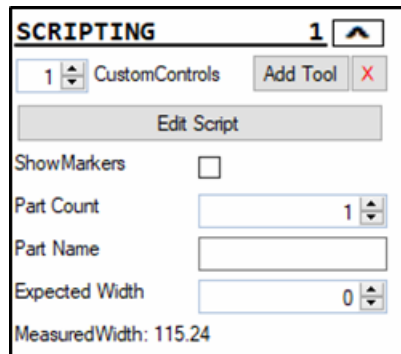 SCRIPTING 1
1 CustomControls Add Tool X
Edit Script
ShowMarkers
Part Count 1
Part Name
Expected Width 0
MeasuredWidth: 115.24